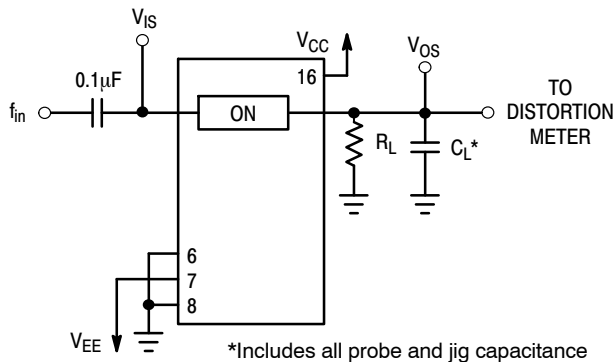 V_IS
V_CC
V_OS
16
0.1μF
f_in
ON
TO
DISTORTION
METER
R_L
C_L*
6
7
8
V_EE
*Includes all probe and jig capacitance